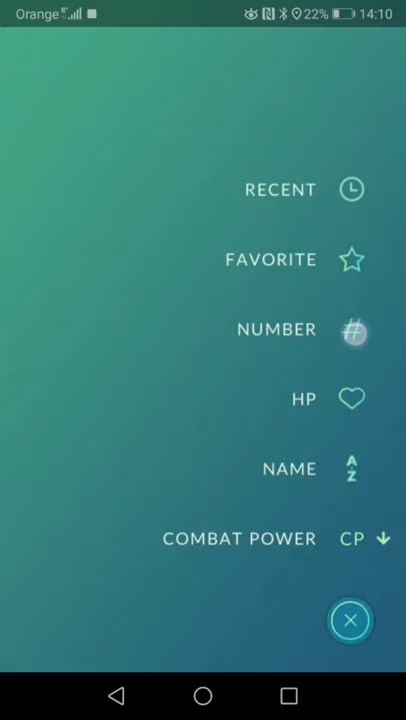 Orange 22% 14:10
RECENT
FAVORITE
NUMBER #
HP
NAME A Z
COMBAT POWER CP